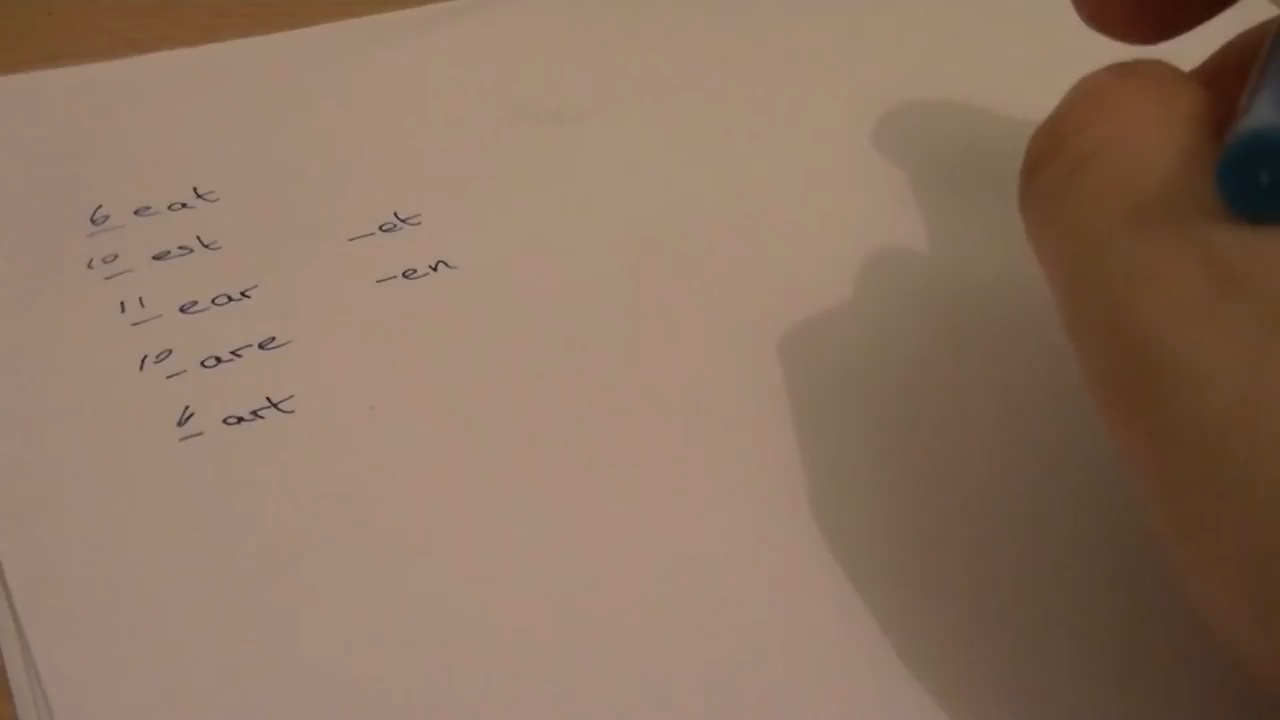 6 _ eat
10 _ est
11 _ ear
10 _ are
6 _ art
_et
_en